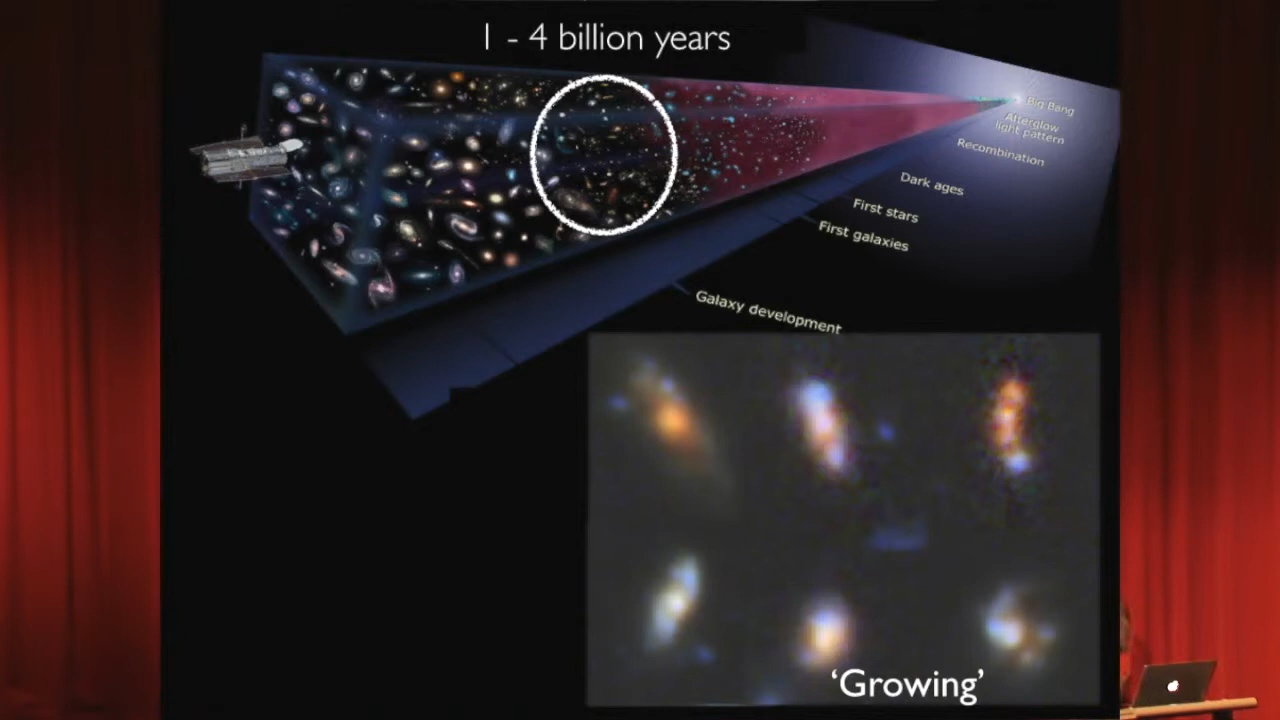 1 - 4 billion years
Big Bang
Afterglow
light pattern
Recombination
Dark ages
First stars
First galaxies
Galaxy development
‘Growing’